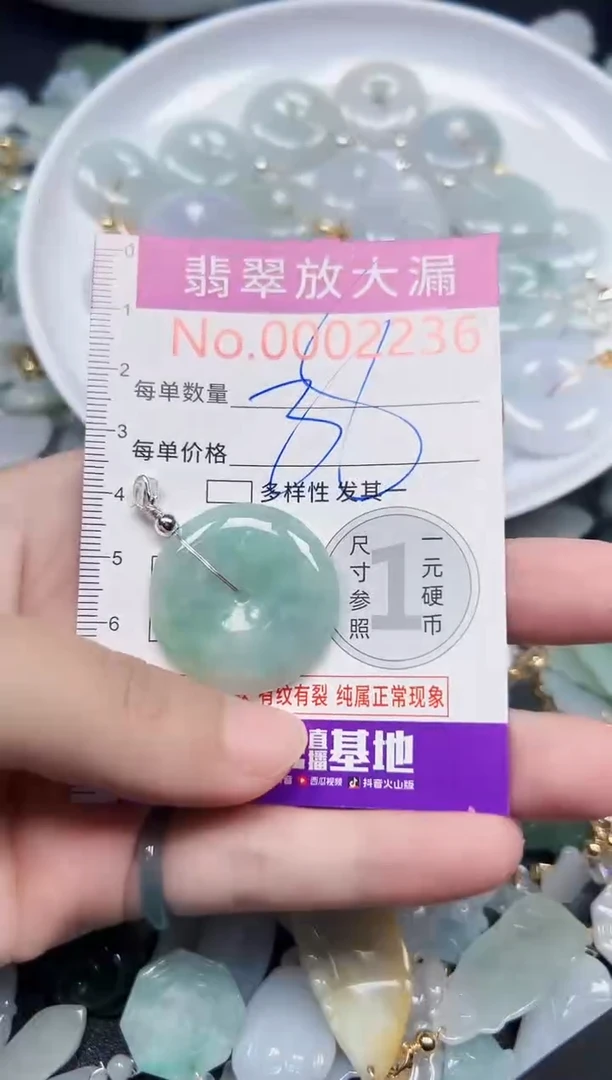 0
翡翠放大漏
1
No.0002236
2
每单数量
3
每单价格
36
4
多样性 发其一
5
尺寸参照
1
一元硬币
6
有纹有裂 纯属正常现象
直播基地
西瓜视频 抖音火山版